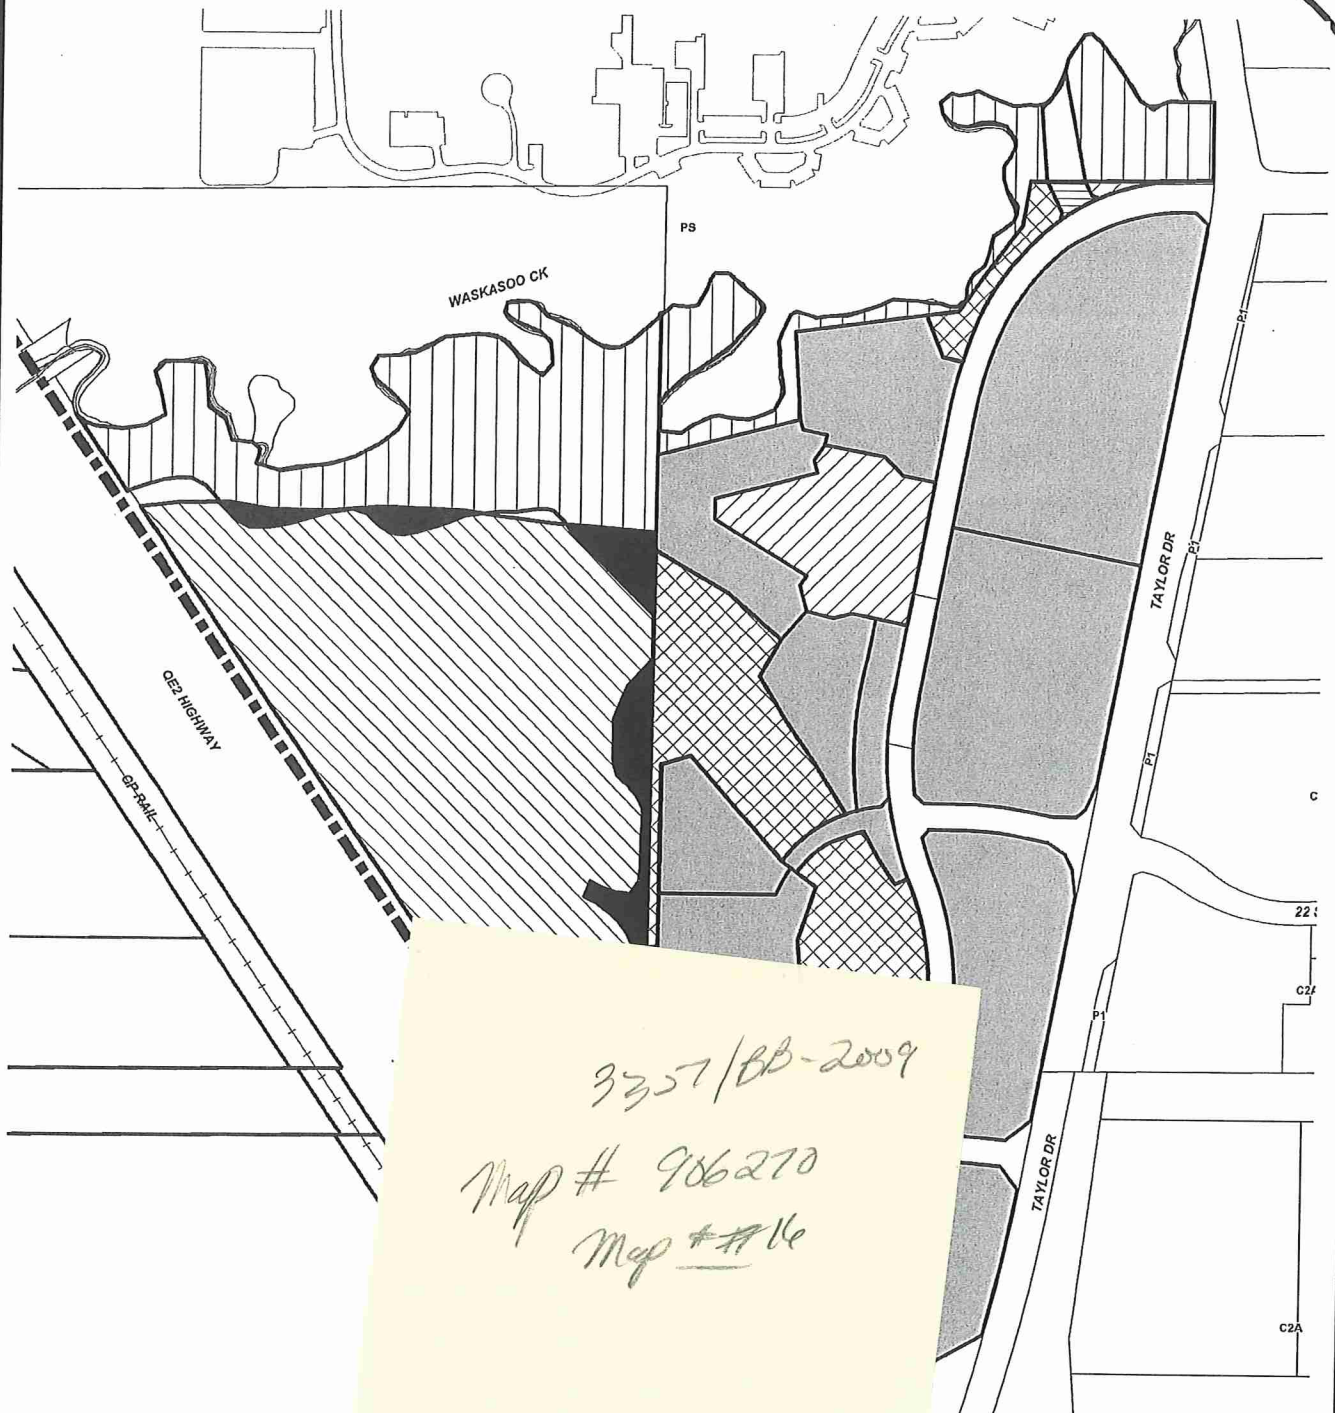 PS
WASKASOO CK
P1
TAYLOR DR
P1
QE2 HIGHWAY
P1
CP RAIL
C
22 S
C2A
P1
3357/BB-2009
Map # 906270
Map ##16
TAYLOR DR
C2A